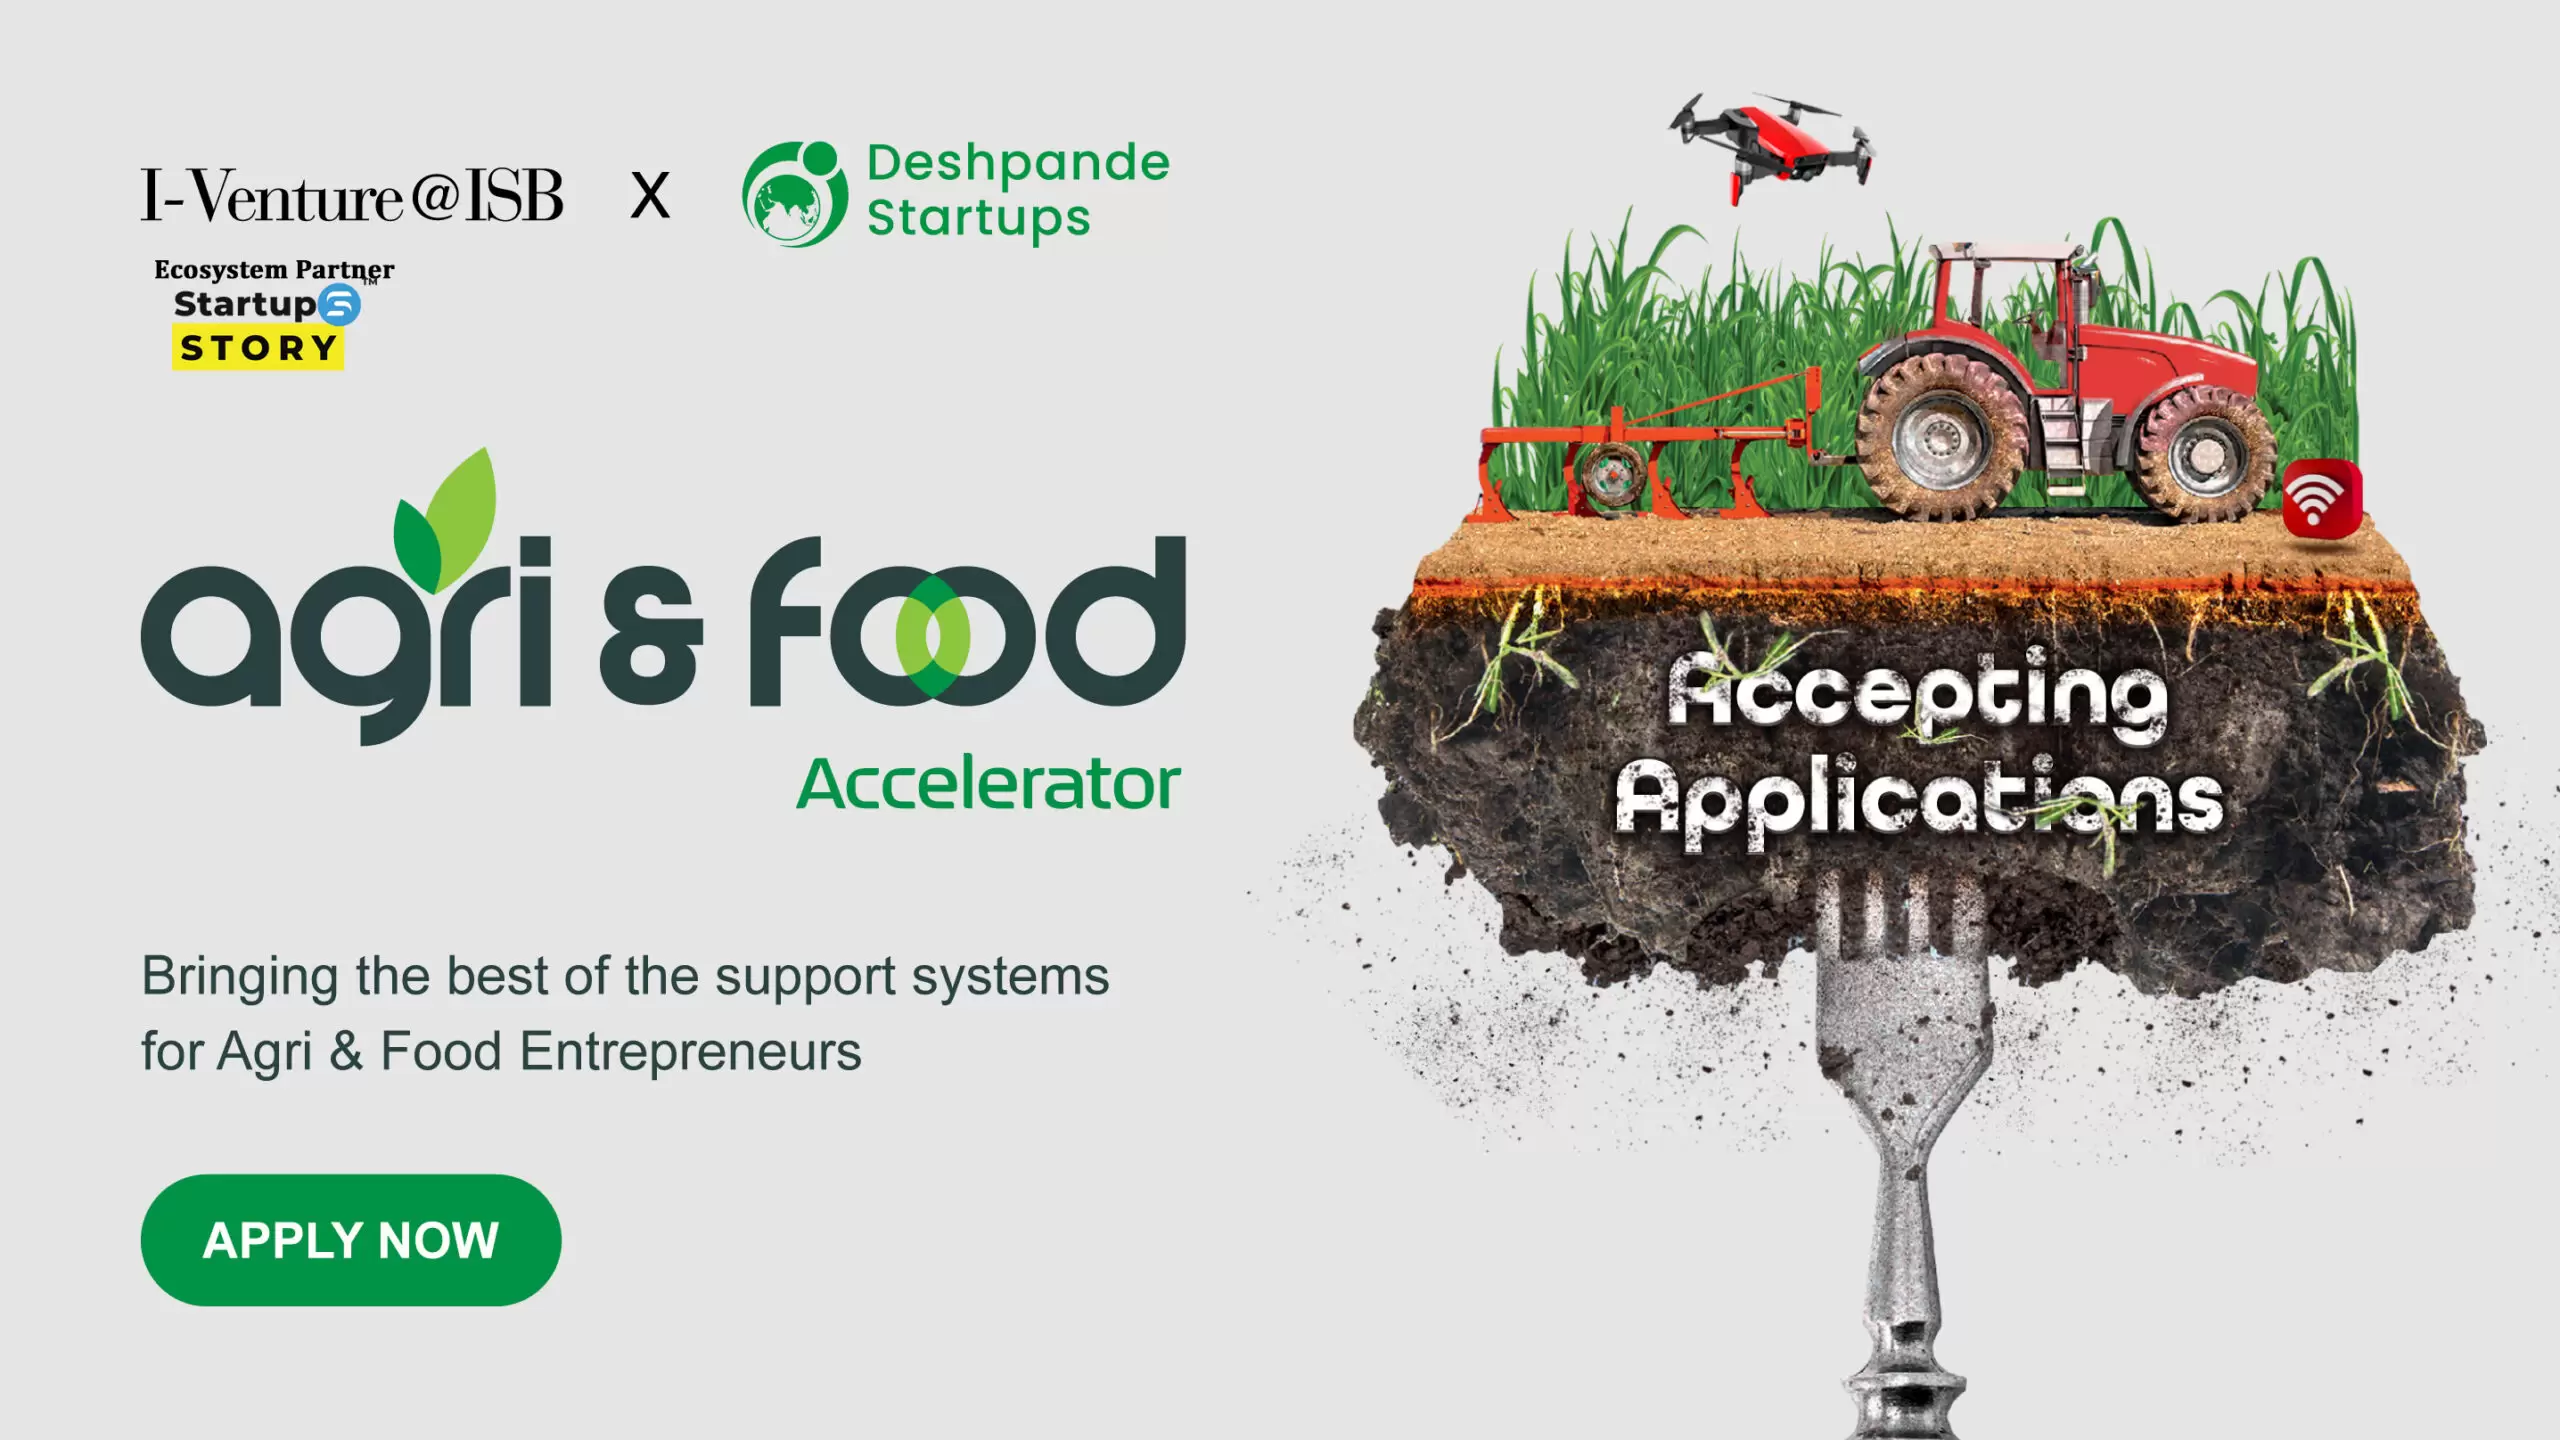 I-Venture@ISB X Deshpande Startups
Ecosystem Partner
StartupS™
STORY
agri & food
Accelerator
Bringing the best of the support systems
for Agri & Food Entrepreneurs
APPLY NOW
Accepting
Applications